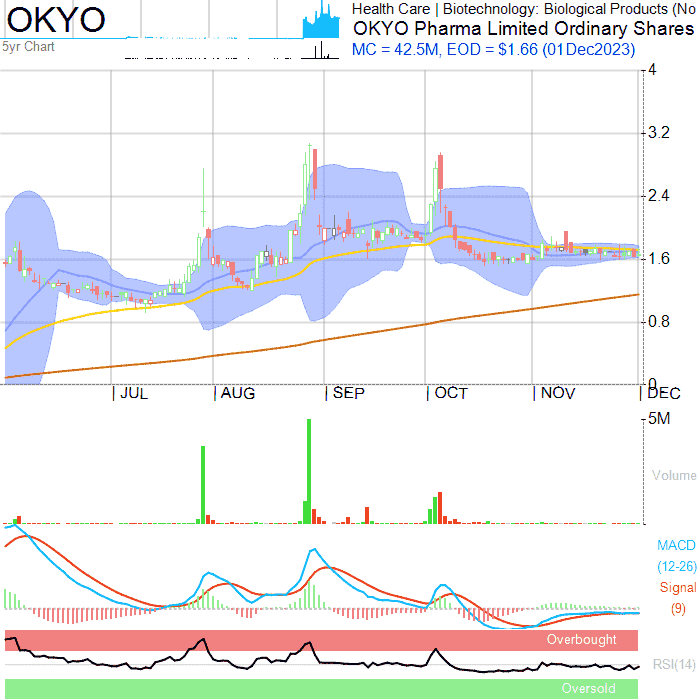 OKYO
Health Care | Biotechnology: Biological Products (No
OKYO Pharma Limited Ordinary Shares
5yr Chart
MC = 42.5M, EOD = $1.66 (01Dec2023)
4
3.2
2.4
1.6
0.8
0
JUL AUG SEP OCT NOV DEC
5M
Volume
MACD
(12-26)
Signal
(9)
Overbought
RSI(14)
Oversold